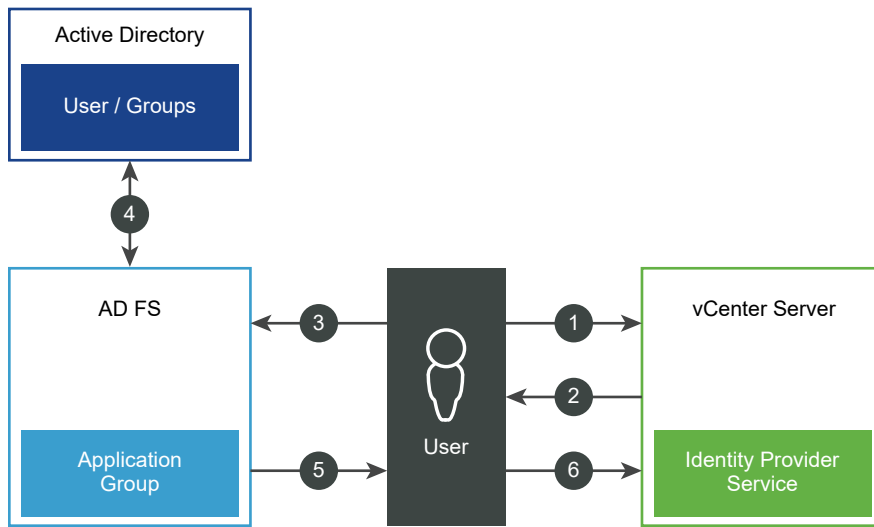 Active Directory
User / Groups
4
AD FS
3
1
vCenter Server
2
User
Application
Group
5
6
Identity Provider
Service